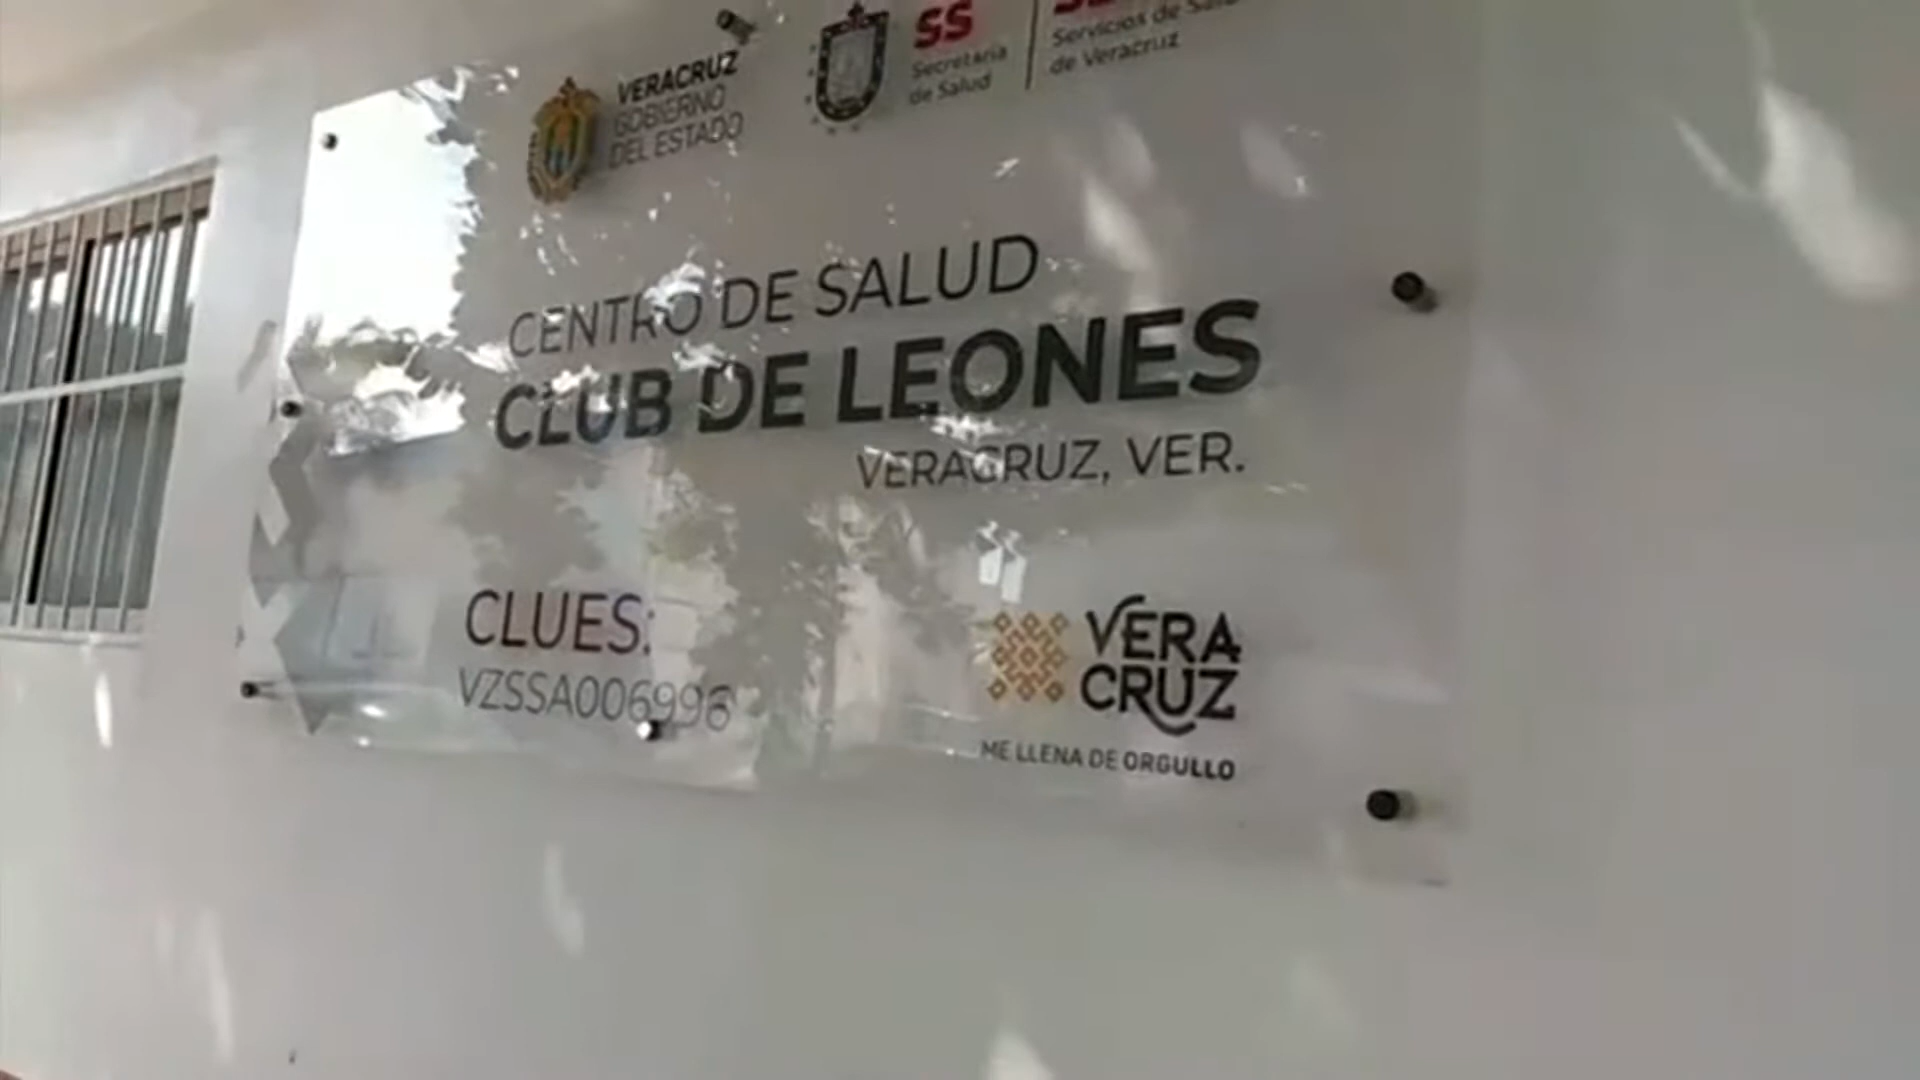 VERACRUZ
GOBIERNO
DEL ESTADO
SS
Secretaría
de Salud
Servicios de Salud
de Veracruz
CENTRO DE SALUD
CLUB DE LEONES
VERACRUZ, VER.
CLUES:
VZSSA006996
VERA
CRUZ
ME LLENA DE ORGULLO